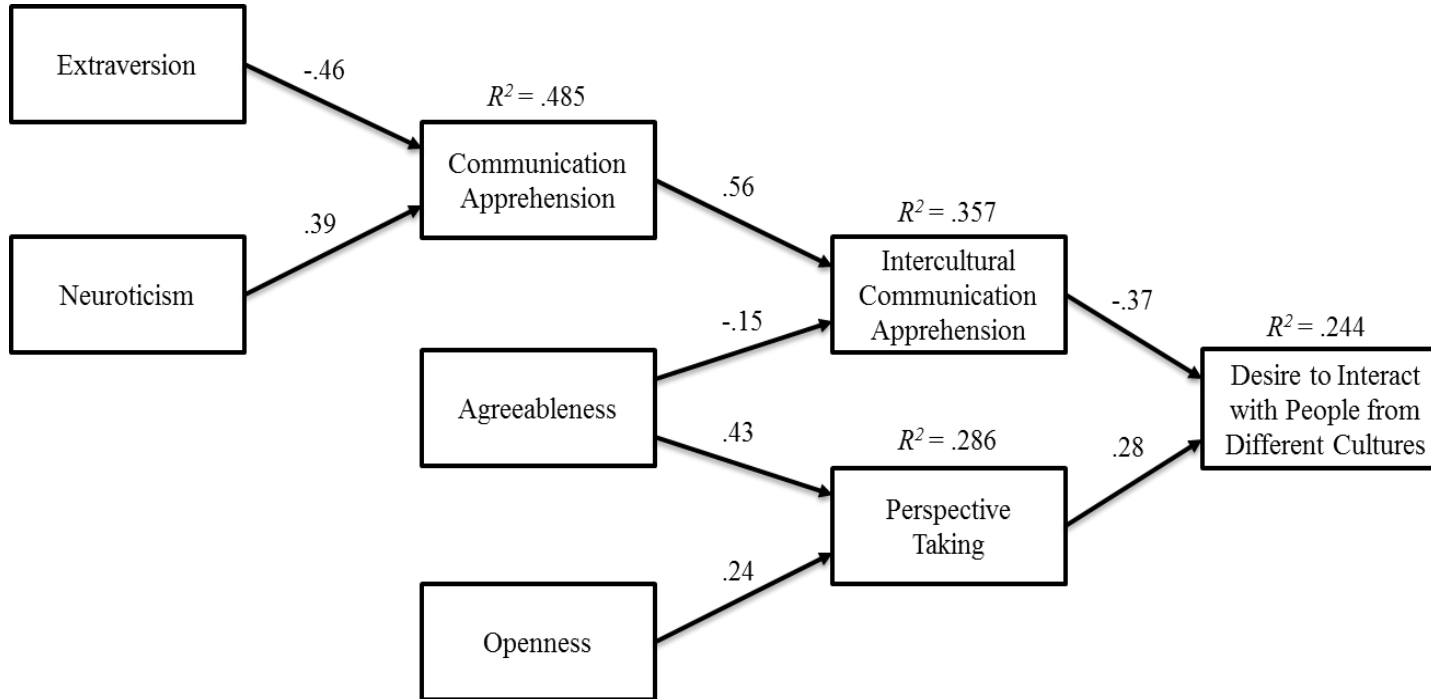 Extraversion
-.46
R² = .485
Communication
Apprehension
Neuroticism
.39
.56
R² = .357
Intercultural
Communication
Apprehension
Agreeableness
-.15
.43
-.37
R² = .244
Desire to Interact
with People from
Different Cultures
R² = .286
Perspective
Taking
.28
Openness
.24